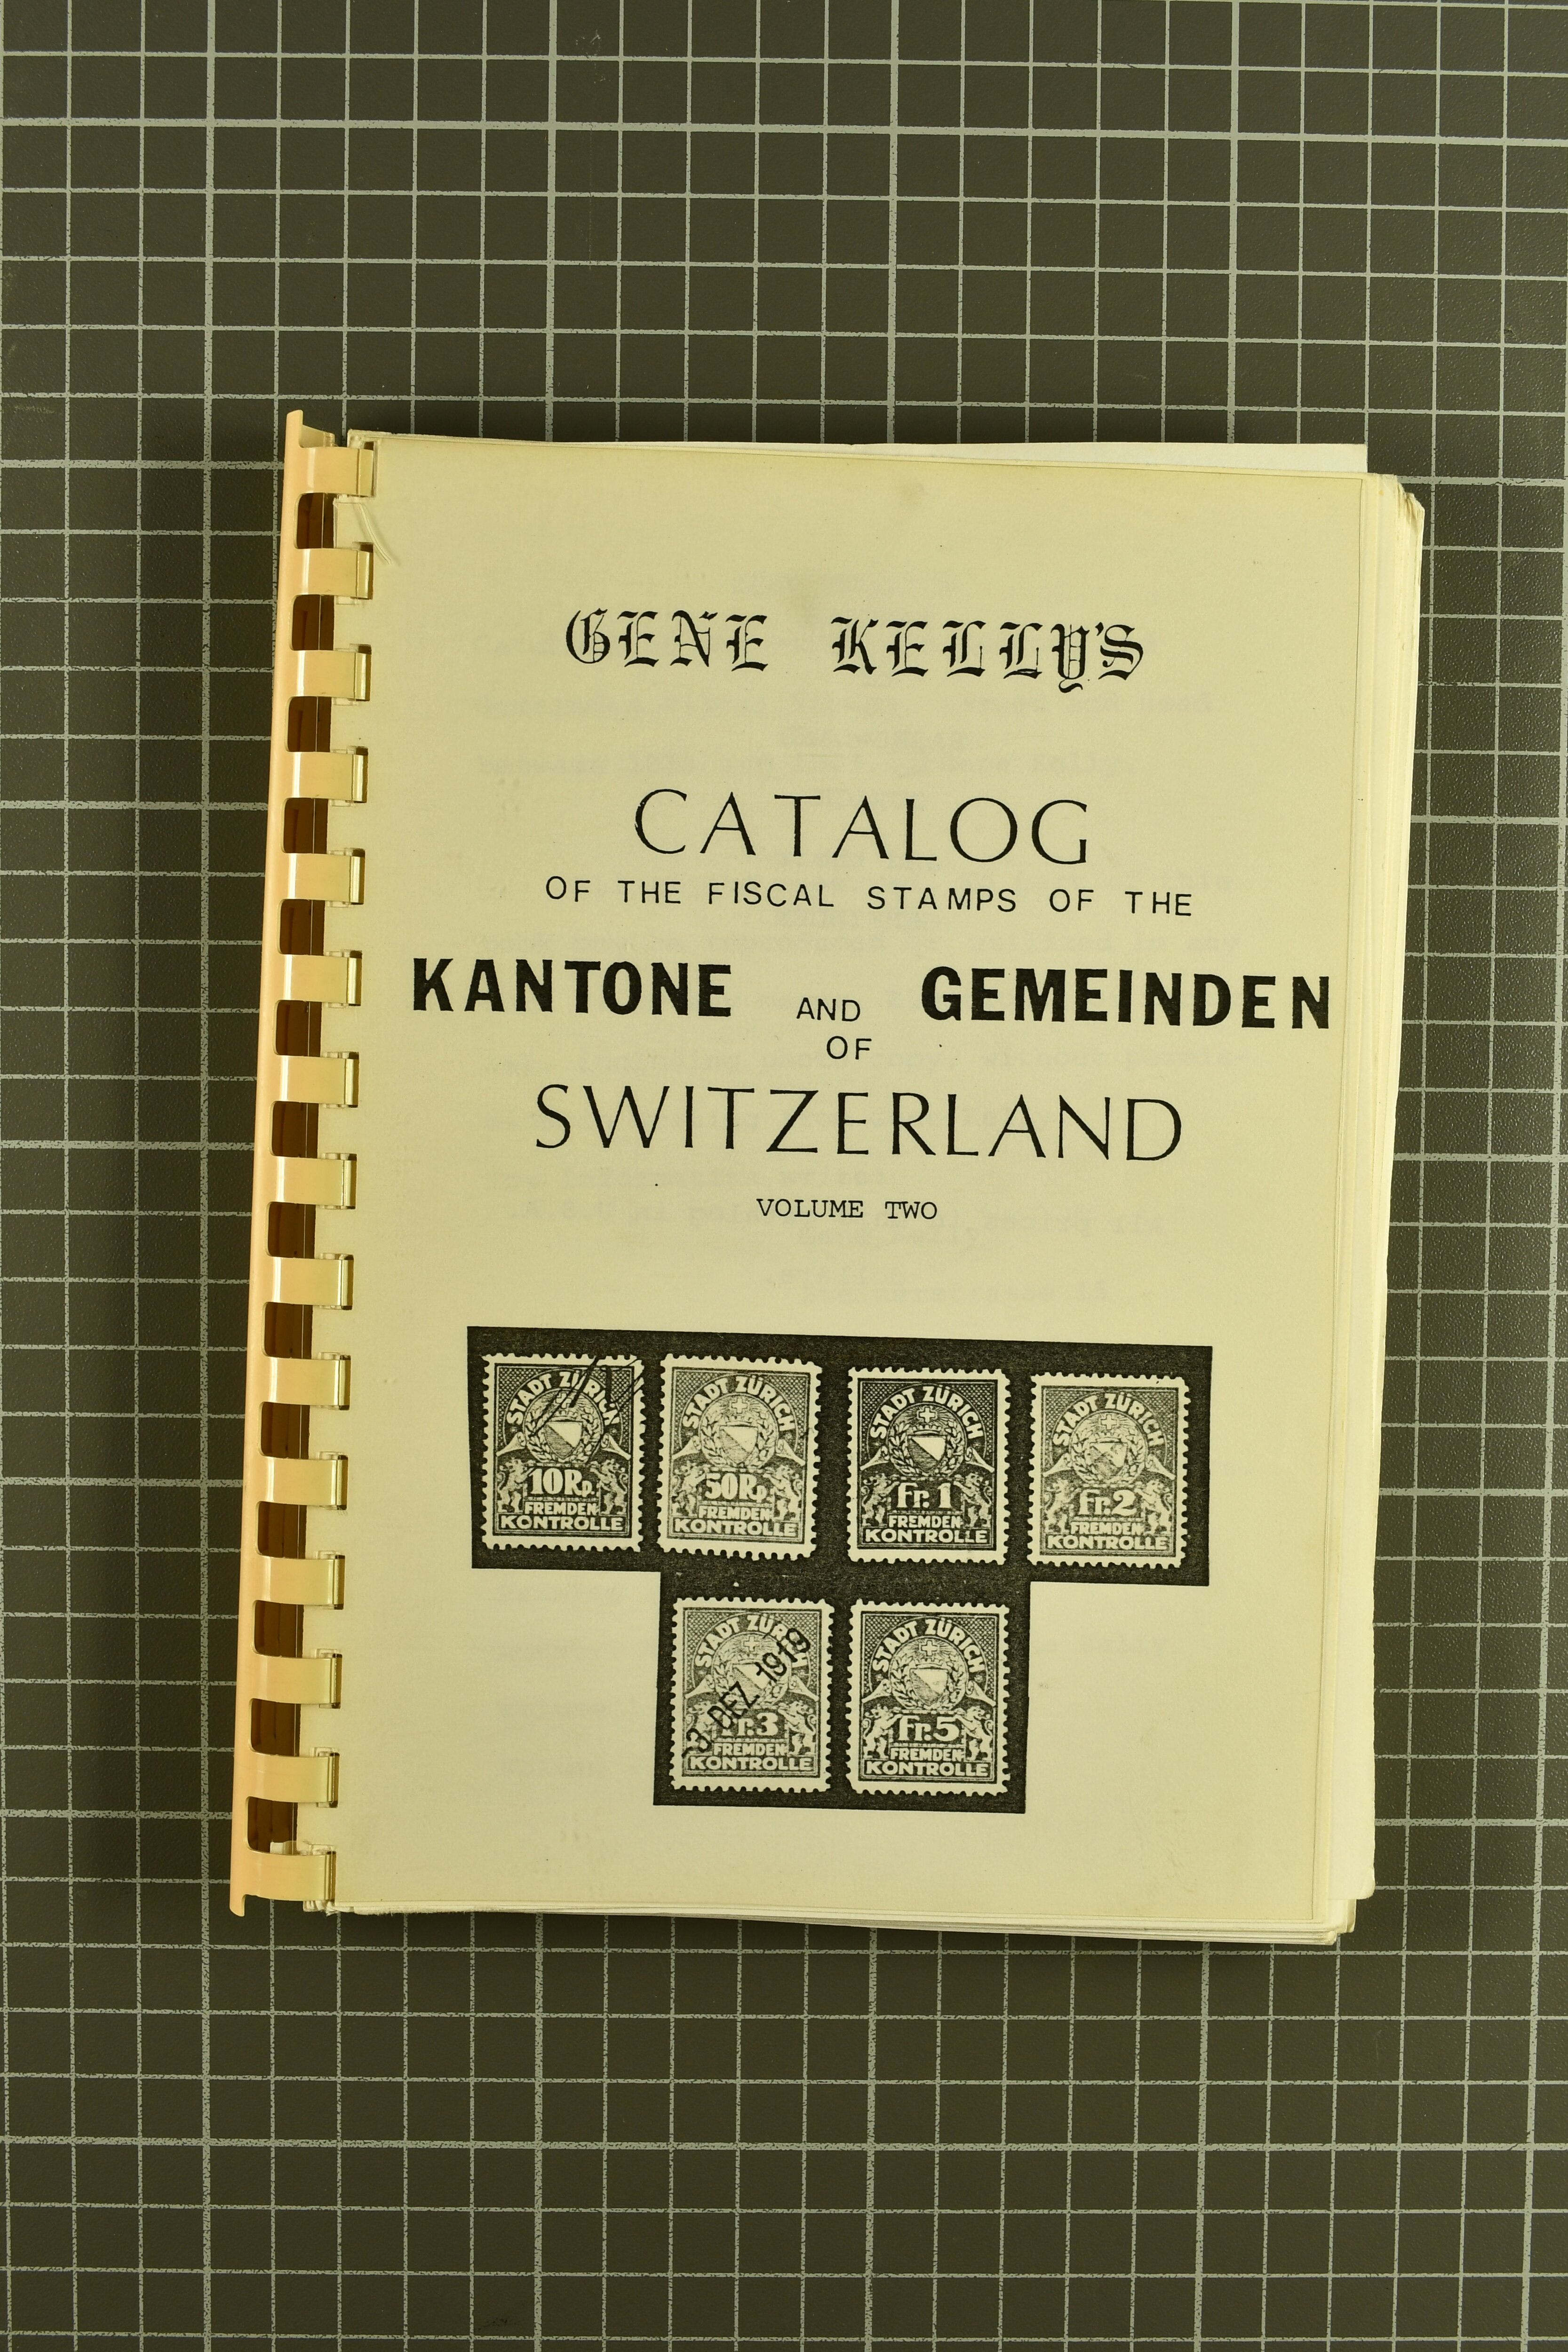 GENE KELLY'S
CATALOG
OF THE FISCAL STAMPS OF THE
KANTONE AND GEMEINDEN
OF
SWITZERLAND
VOLUME TWO
STADT ZÜRICH
10Rp.
FREMDEN-
KONTROLLE
STADT ZÜRICH
50Rp.
FREMDEN-
KONTROLLE
STADT ZÜRICH
Fr. 1
FREMDEN-
KONTROLLE
STADT ZÜRICH
Fr. 2
FREMDEN-
KONTROLLE
STADT ZÜRICH
-3. DEZ. 1919
Fr. 3
FREMDEN-
KONTROLLE
STADT ZÜRICH
Fr. 5
FREMDEN-
KONTROLLE